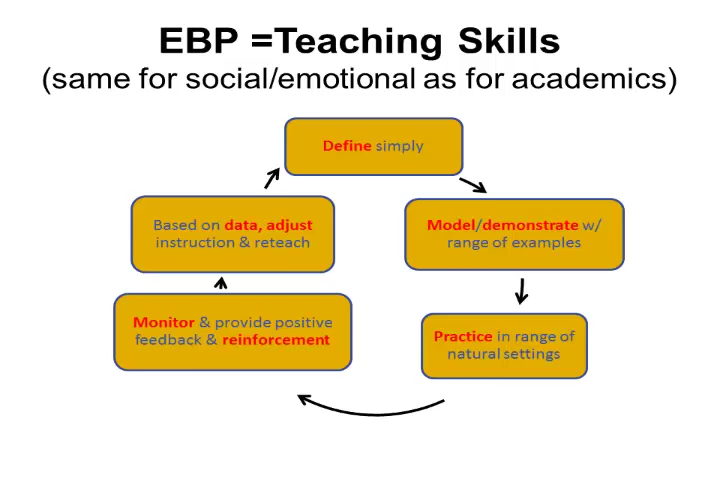 EBP =Teaching Skills
(same for social/emotional as for academics)
Define simply
Model/demonstrate w/
range of examples
Practice in range of
natural settings
Monitor & provide positive
feedback & reinforcement
Based on data, adjust
instruction & reteach